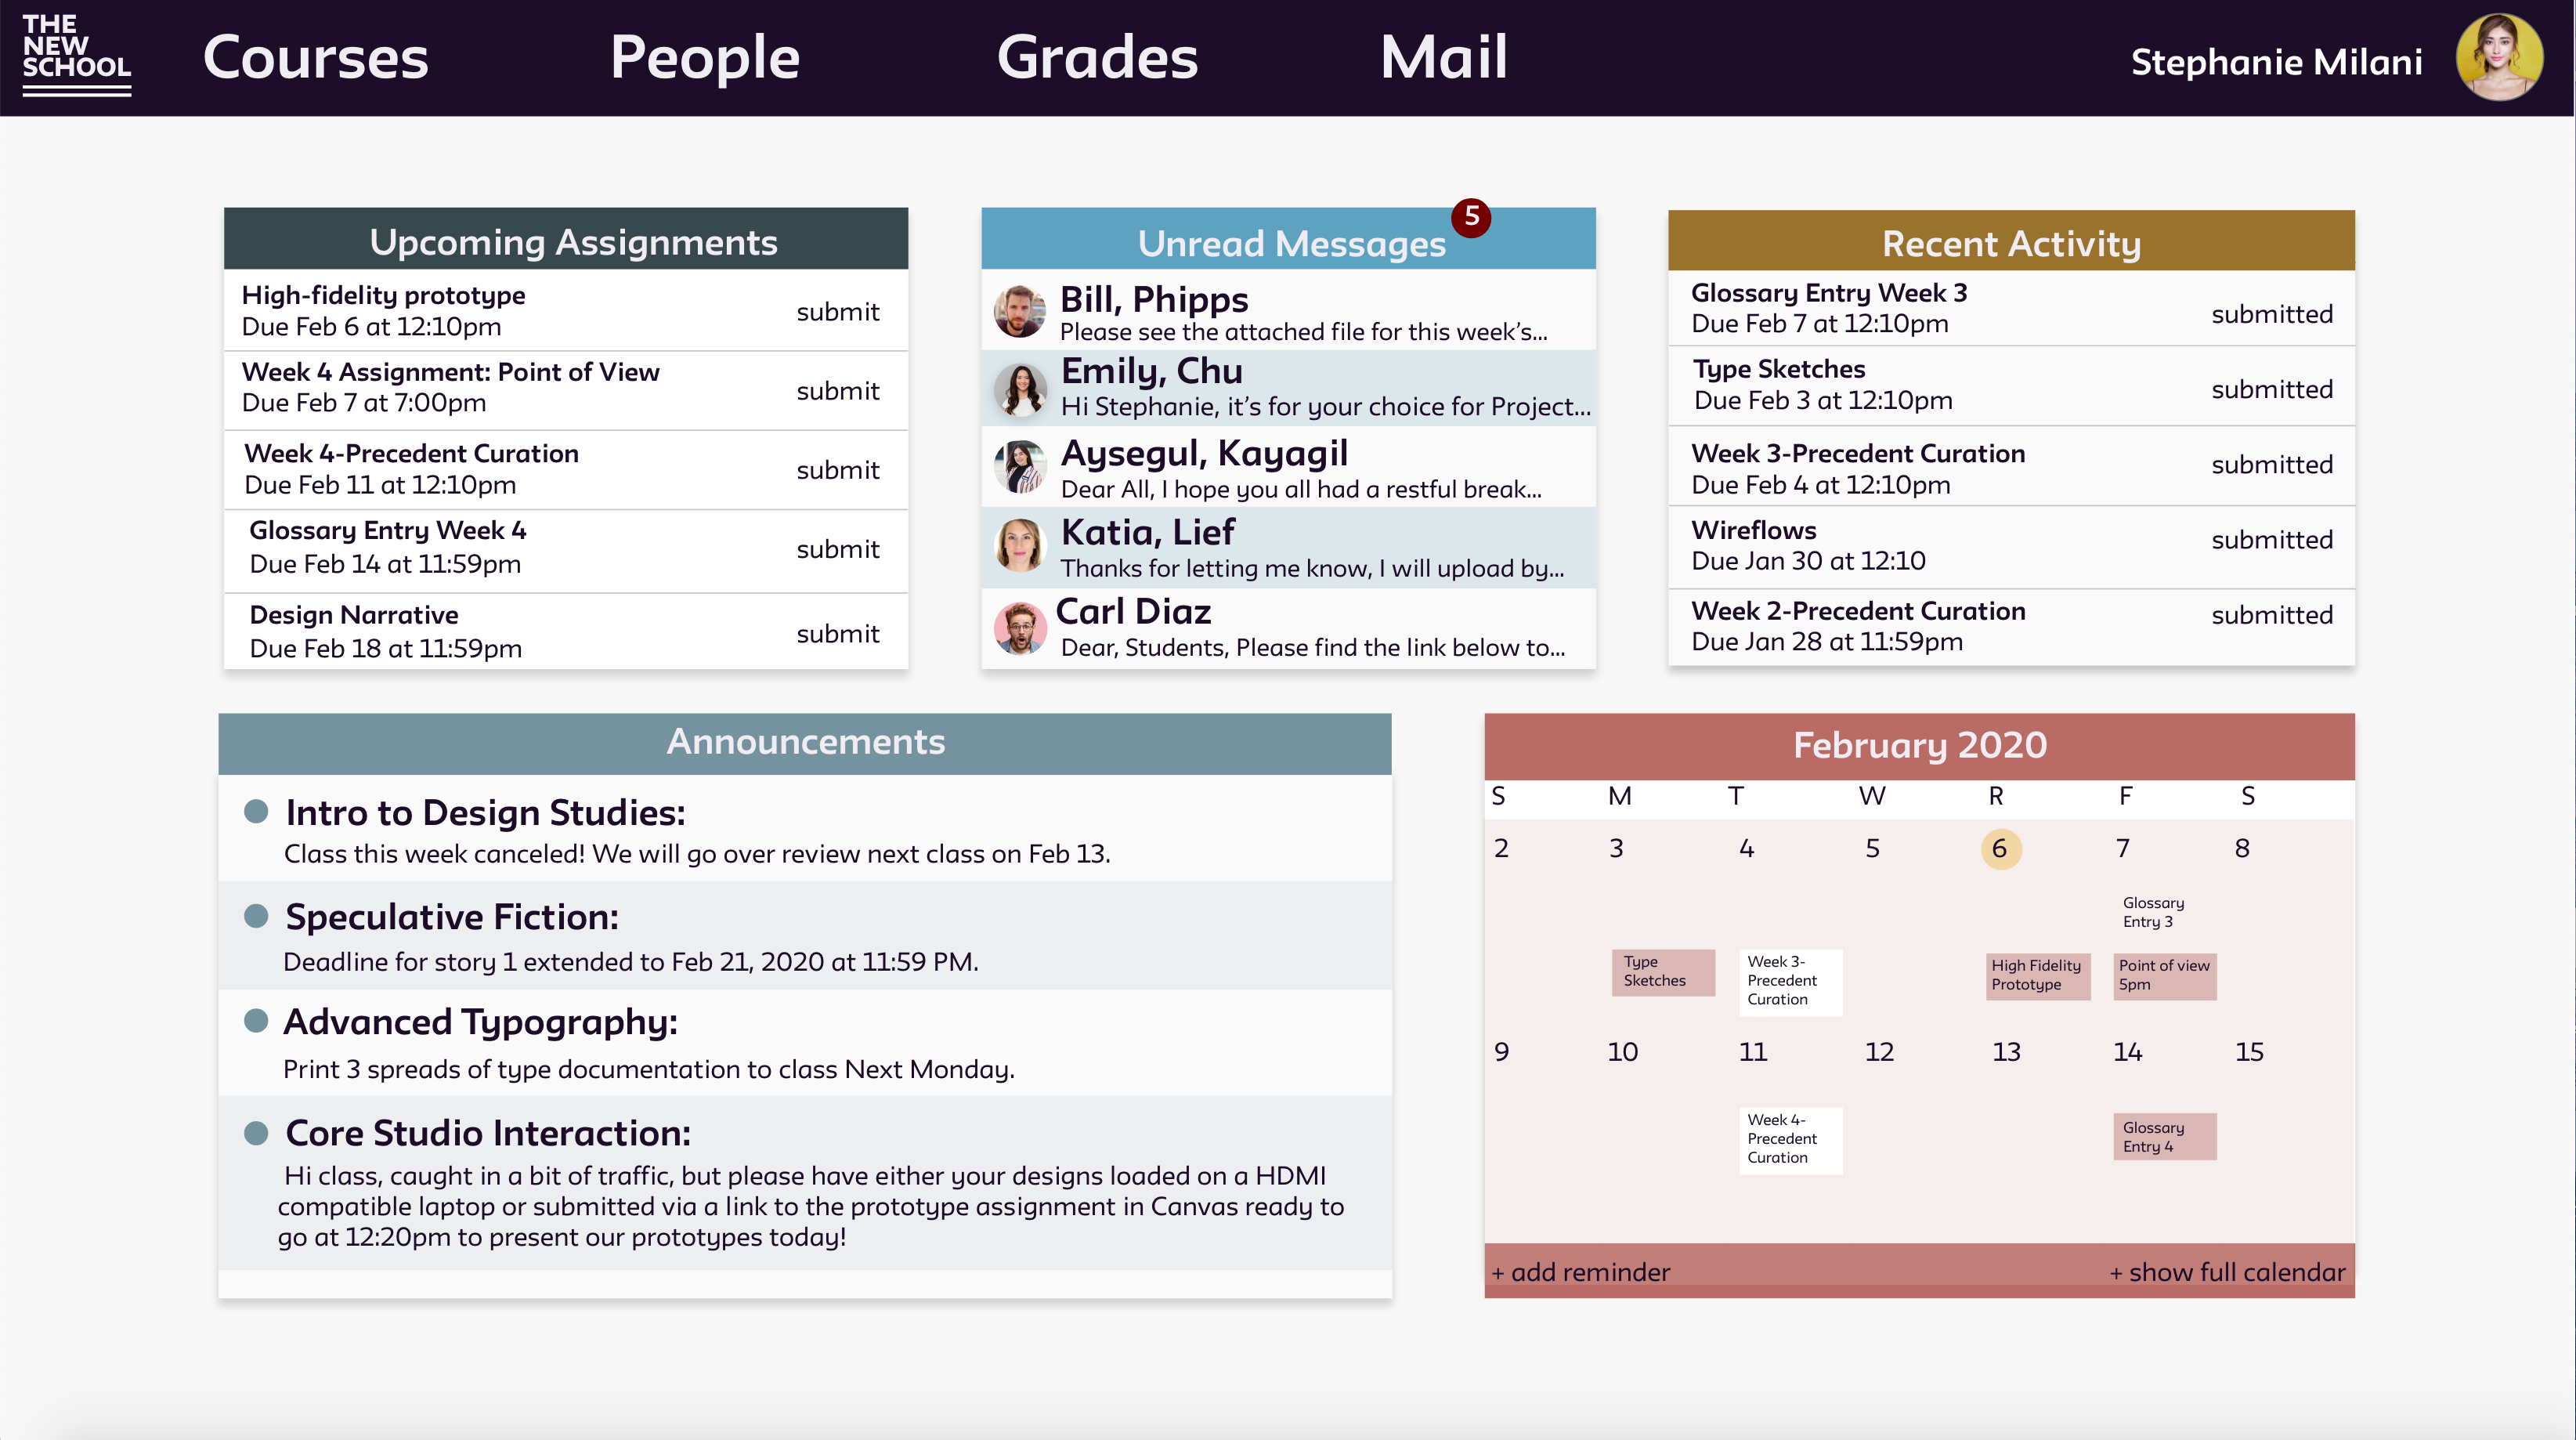 THE
NEW
SCHOOL
Courses
People
Grades
Mail
Stephanie Milani
Upcoming Assignments
High-fidelity prototype
Due Feb 6 at 12:10pm
submit
Week 4 Assignment: Point of View
Due Feb 7 at 7:00pm
submit
Week 4-Precedent Curation
Due Feb 11 at 12:10pm
submit
Glossary Entry Week 4
Due Feb 14 at 11:59pm
submit
Design Narrative
Due Feb 18 at 11:59pm
submit
Unread Messages
5
Bill, Phipps
Please see the attached file for this week's...
Emily, Chu
Hi Stephanie, it's for your choice for Project...
Aysegul, Kayagil
Dear All, I hope you all had a restful break...
Katia, Lief
Thanks for letting me know, I will upload by...
Carl Diaz
Dear, Students, Please find the link below to...
Recent Activity
Glossary Entry Week 3
Due Feb 7 at 12:10pm
submitted
Type Sketches
Due Feb 3 at 12:10pm
submitted
Week 3-Precedent Curation
Due Feb 4 at 12:10pm
submitted
Wireflows
Due Jan 30 at 12:10
submitted
Week 2-Precedent Curation
Due Jan 28 at 11:59pm
submitted
Announcements
Intro to Design Studies:
Class this week canceled! We will go over review next class on Feb 13.
Speculative Fiction:
Deadline for story 1 extended to Feb 21, 2020 at 11:59 PM.
Advanced Typography:
Print 3 spreads of type documentation to class Next Monday.
Core Studio Interaction:
Hi class, caught in a bit of traffic, but please have either your designs loaded on a HDMI
compatible laptop or submitted via a link to the prototype assignment in Canvas ready to
go at 12:20pm to present our prototypes today!
February 2020
S M T W R F S
2 3 4 5 6 7 8
Glossary
Entry 3
Type
Sketches
Week 3-
Precedent
Curation
High Fidelity
Prototype
Point of view
5pm
9 10 11 12 13 14 15
Week 4-
Precedent
Curation
Glossary
Entry 4
+ add reminder
+ show full calendar